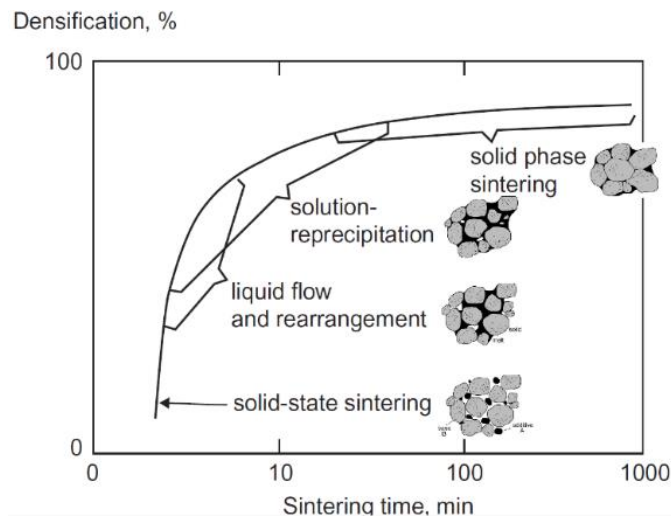 Densification, %
100
solid phase
sintering
solution-
reprecipitation
liquid flow
and rearrangement
solid-state sintering
0
0 10 100 1000
Sintering time, min